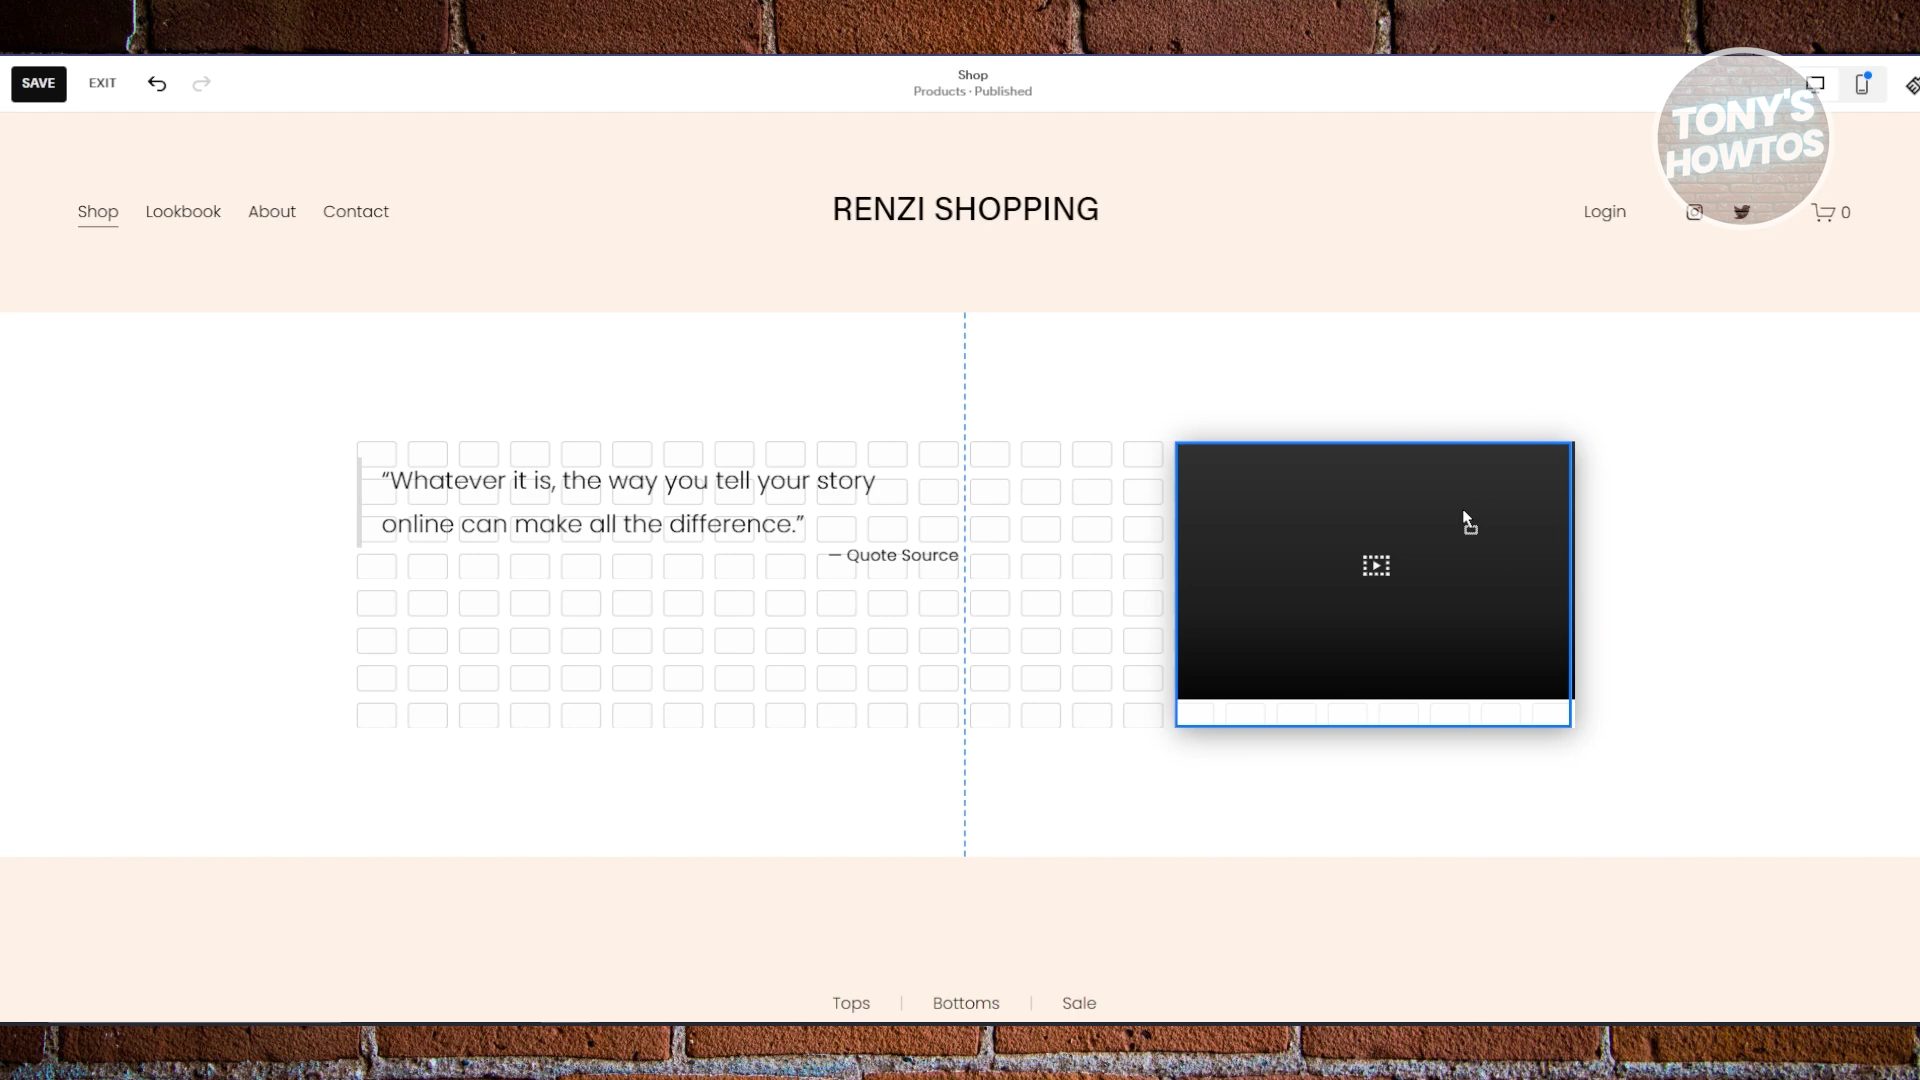 SAVE
EXIT
Shop
Products · Published
TONY'S
HOWTOS
Shop
Lookbook
About
Contact
RENZI SHOPPING
Login
0
“Whatever it is, the way you tell your story
online can make all the difference.”
— Quote Source
Tops
Bottoms
Sale